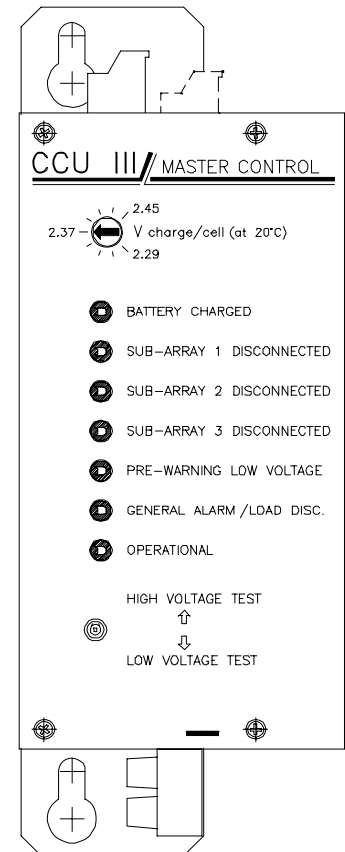 CCU III / MASTER CONTROL
2.45
2.37 V charge/cell (at 20°C)
2.29
BATTERY CHARGED
SUB-ARRAY 1 DISCONNECTED
SUB-ARRAY 2 DISCONNECTED
SUB-ARRAY 3 DISCONNECTED
PRE-WARNING LOW VOLTAGE
GENERAL ALARM /LOAD DISC.
OPERATIONAL
HIGH VOLTAGE TEST
LOW VOLTAGE TEST